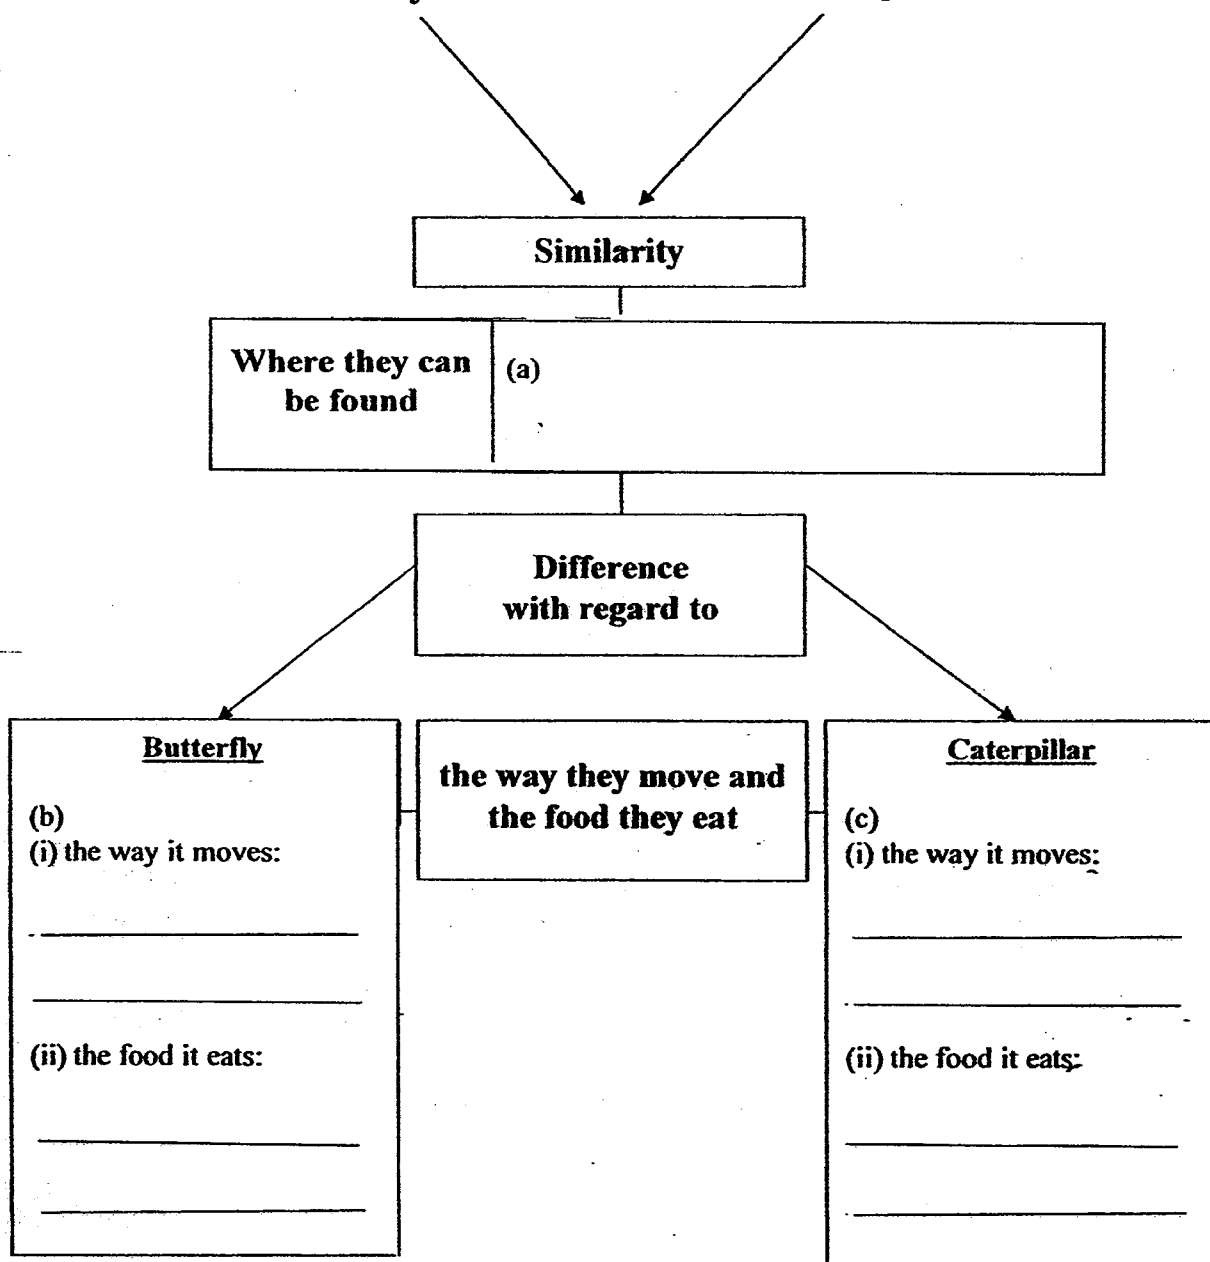 Similarity
Where they can
be found
(a)
Difference
with regard to
Butterfly
(b)
(i) the way it moves:
(ii) the food it eats:
the way they move and
the food they eat
Caterpillar
(c)
(i) the way it moves:
(ii) the food it eats: